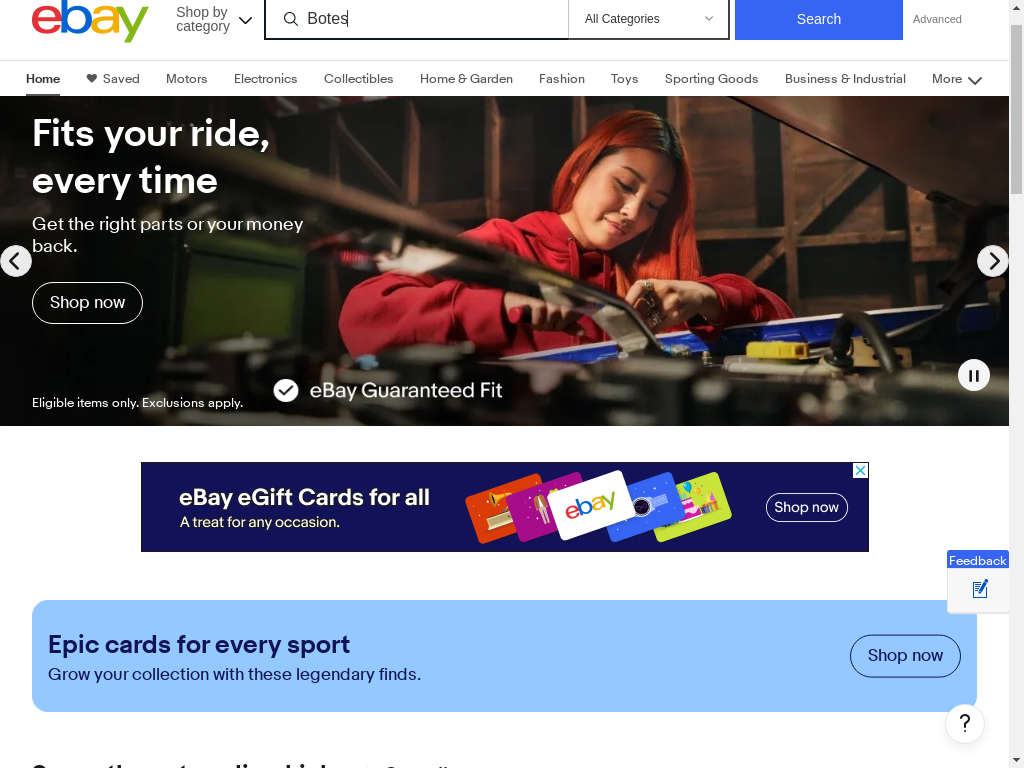 ebay
Shop by
category
Botes
All Categories
Search
Advanced
Home
Saved
Motors
Electronics
Collectibles
Home & Garden
Fashion
Toys
Sporting Goods
Business & Industrial
More
Fits your ride,
every time
Get the right parts or your money
back.
Shop now
eBay Guaranteed Fit
Eligible items only. Exclusions apply.
eBay eGift Cards for all
A treat for any occasion.
ebay
Shop now
Feedback
Epic cards for every sport
Grow your collection with these legendary finds.
Shop now
?